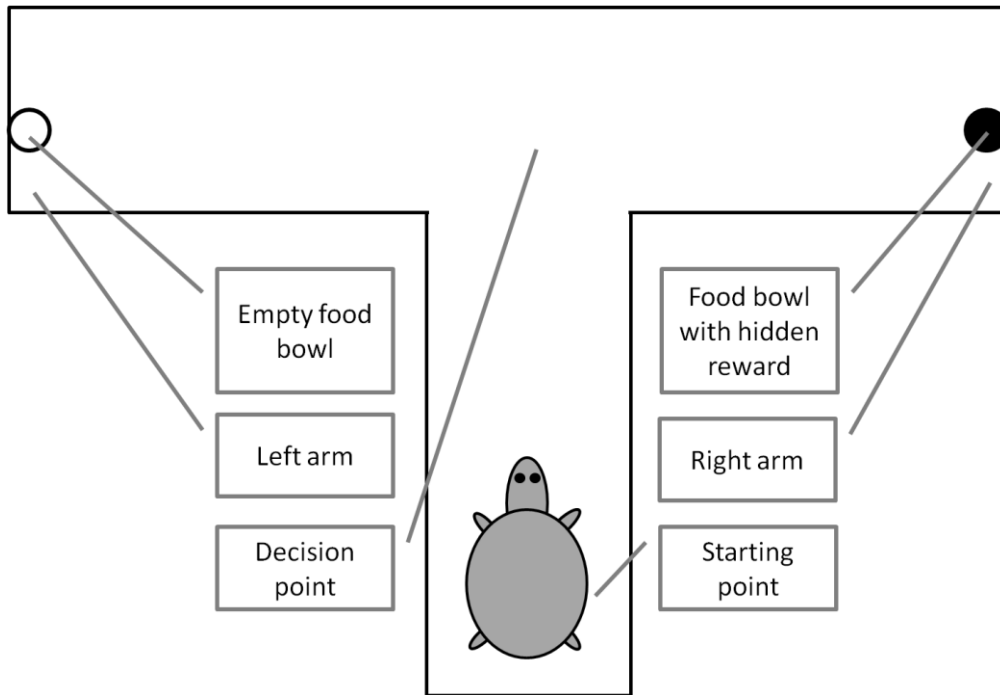 Empty food
bowl
Food bowl
with hidden
reward
Left arm
Right arm
Decision
point
Starting
point